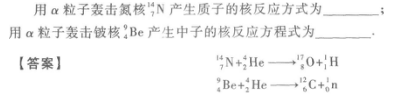 用 α 粒子轰击氮核¹⁴₇N 产生质子的核反应方式为________;
用 α 粒子轰击铍核⁹₄Be 产生中子的核反应方程式为________.
【答案】 ¹⁴₇N+⁴₂He⟶¹⁷₈O+¹₁H
⁹₄Be+⁴₂He⟶¹²₆C+¹₀n